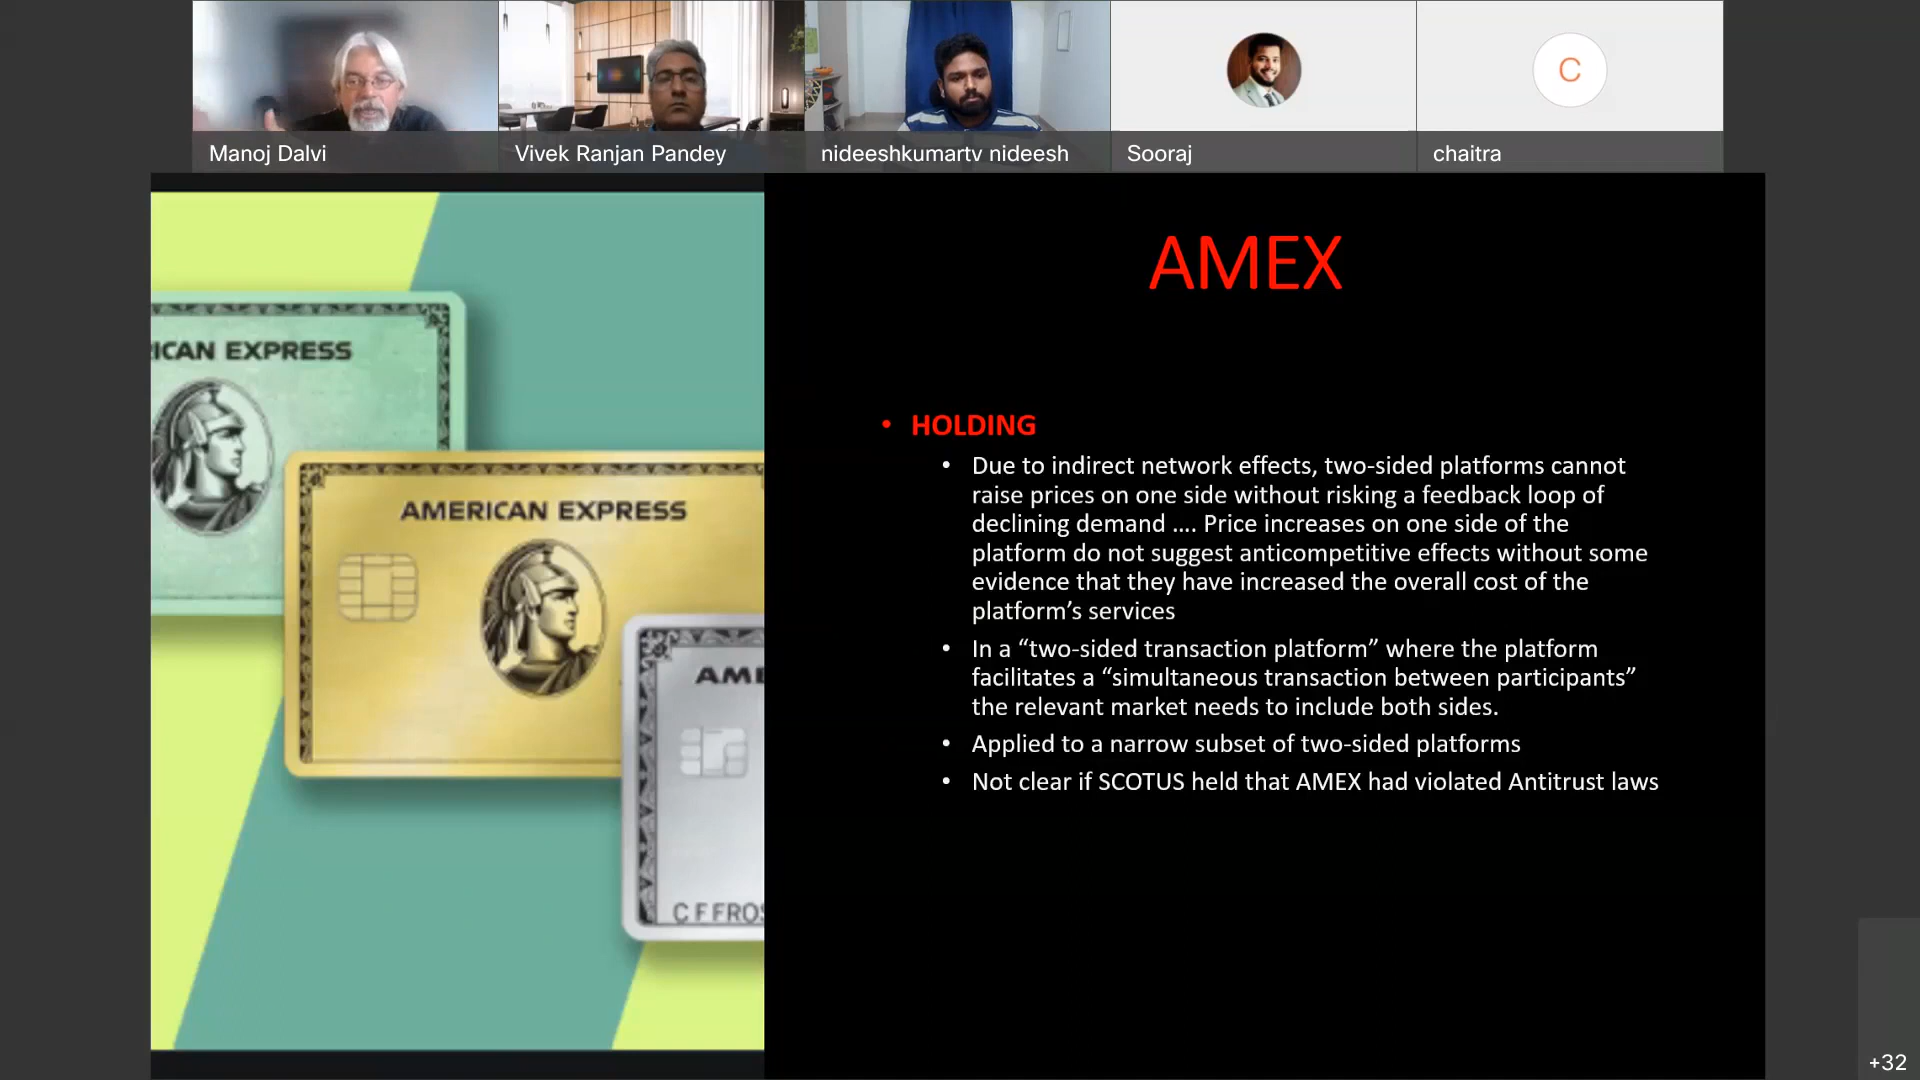 C
Manoj Dalvi
Vivek Ranjan Pandey
nideeshkumartv nideesh
Sooraj
chaitra
ICAN EXPRESS
AMERICAN EXPRESS
AME
C F FROS
AMEX
• HOLDING
• Due to indirect network effects, two-sided platforms cannot
raise prices on one side without risking a feedback loop of
declining demand .... Price increases on one side of the
platform do not suggest anticompetitive effects without some
evidence that they have increased the overall cost of the
platform’s services
• In a “two-sided transaction platform” where the platform
facilitates a “simultaneous transaction between participants”
the relevant market needs to include both sides.
• Applied to a narrow subset of two-sided platforms
• Not clear if SCOTUS held that AMEX had violated Antitrust laws
+32